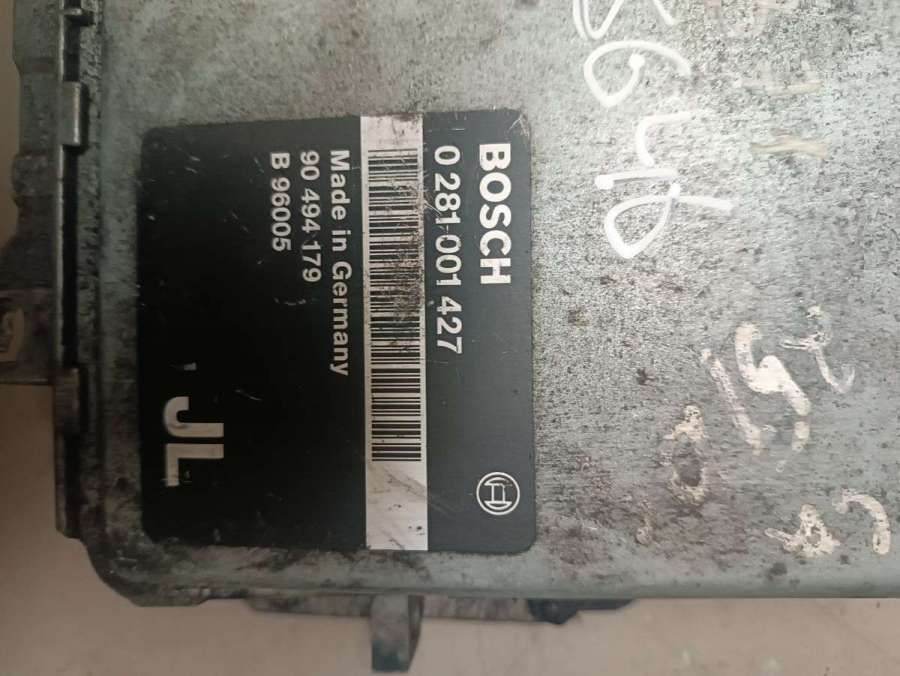 BOSCH
0 281 001 427
Made in Germany
90 494 179
B 96005
JL